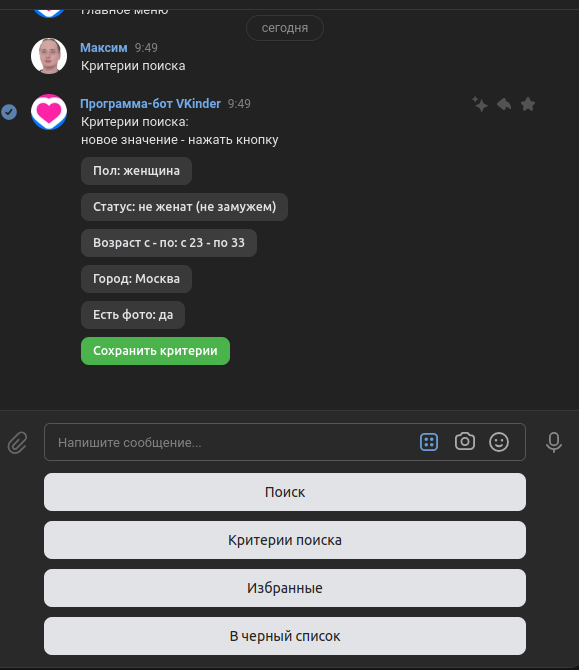 Главное меню
сегодня
Максим 9:49
Критерии поиска
Программа-бот VKinder 9:49
Критерии поиска:
новое значение - нажать кнопку
Пол: женщина
Статус: не женат (не замужем)
Возраст с - по: с 23 - по 33
Город: Москва
Есть фото: да
Сохранить критерии
Напишите сообщение...
Поиск
Критерии поиска
Избранные
В черный список